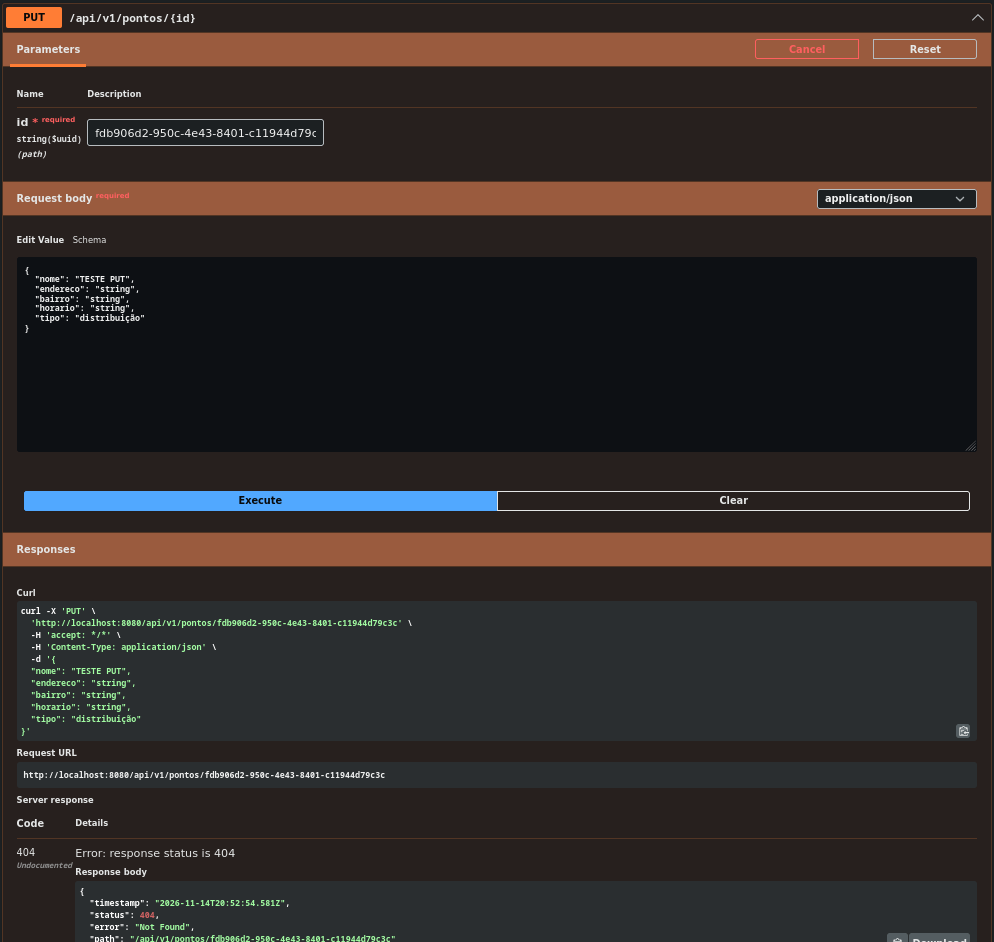 PUT /api/v1/pontos/{id}
Parameters Cancel Reset
Name Description
id * required
string($uuid)
(path)
fdb906d2-950c-4e43-8401-c11944d79c
Request body required application/json
Edit Value Schema
{
"nome": "TESTE PUT",
"endereco": "string",
"bairro": "string",
"horario": "string",
"tipo": "distribuição"
}
Execute Clear
Responses
Curl
curl -X 'PUT' \
'http://localhost:8080/api/v1/pontos/fdb906d2-950c-4e43-8401-c11944d79c3c' \
-H 'accept: */*' \
-H 'Content-Type: application/json' \
-d '{
"nome": "TESTE PUT",
"endereco": "string",
"bairro": "string",
"horario": "string",
"tipo": "distribuição"
}'
Request URL
http://localhost:8080/api/v1/pontos/fdb906d2-950c-4e43-8401-c11944d79c3c
Server response
Code Details
404 Error: response status is 404
Undocumented
Response body
{
"timestamp": "2026-11-14T20:52:54.581Z",
"status": 404,
"error": "Not Found",
"path": "/api/v1/pontos/fdb906d2-950c-4e43-8401-c11944d79c3c"
Download